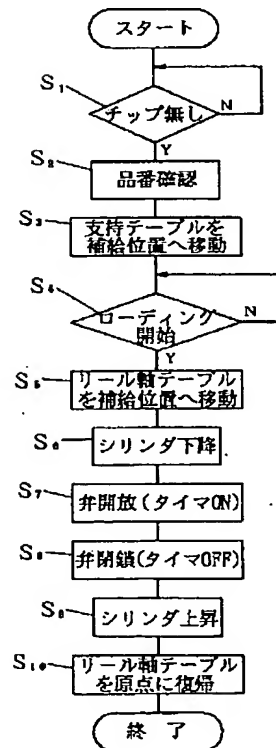 スタート
S₁
チップ無し
N
Y
S₂
品番確認
S₃
支持テーブルを
補給位置へ移動
S₄
ローディング
開始
N
Y
S₅
リール軸テーブル
を補給位置へ移動
S₆
シリンダ下降
S₇
弁開放(タイマON)
S₈
弁閉鎖(タイマOFF)
S₉
シリンダ上昇
S₁₀
リール軸テーブル
を原点に復帰
終了